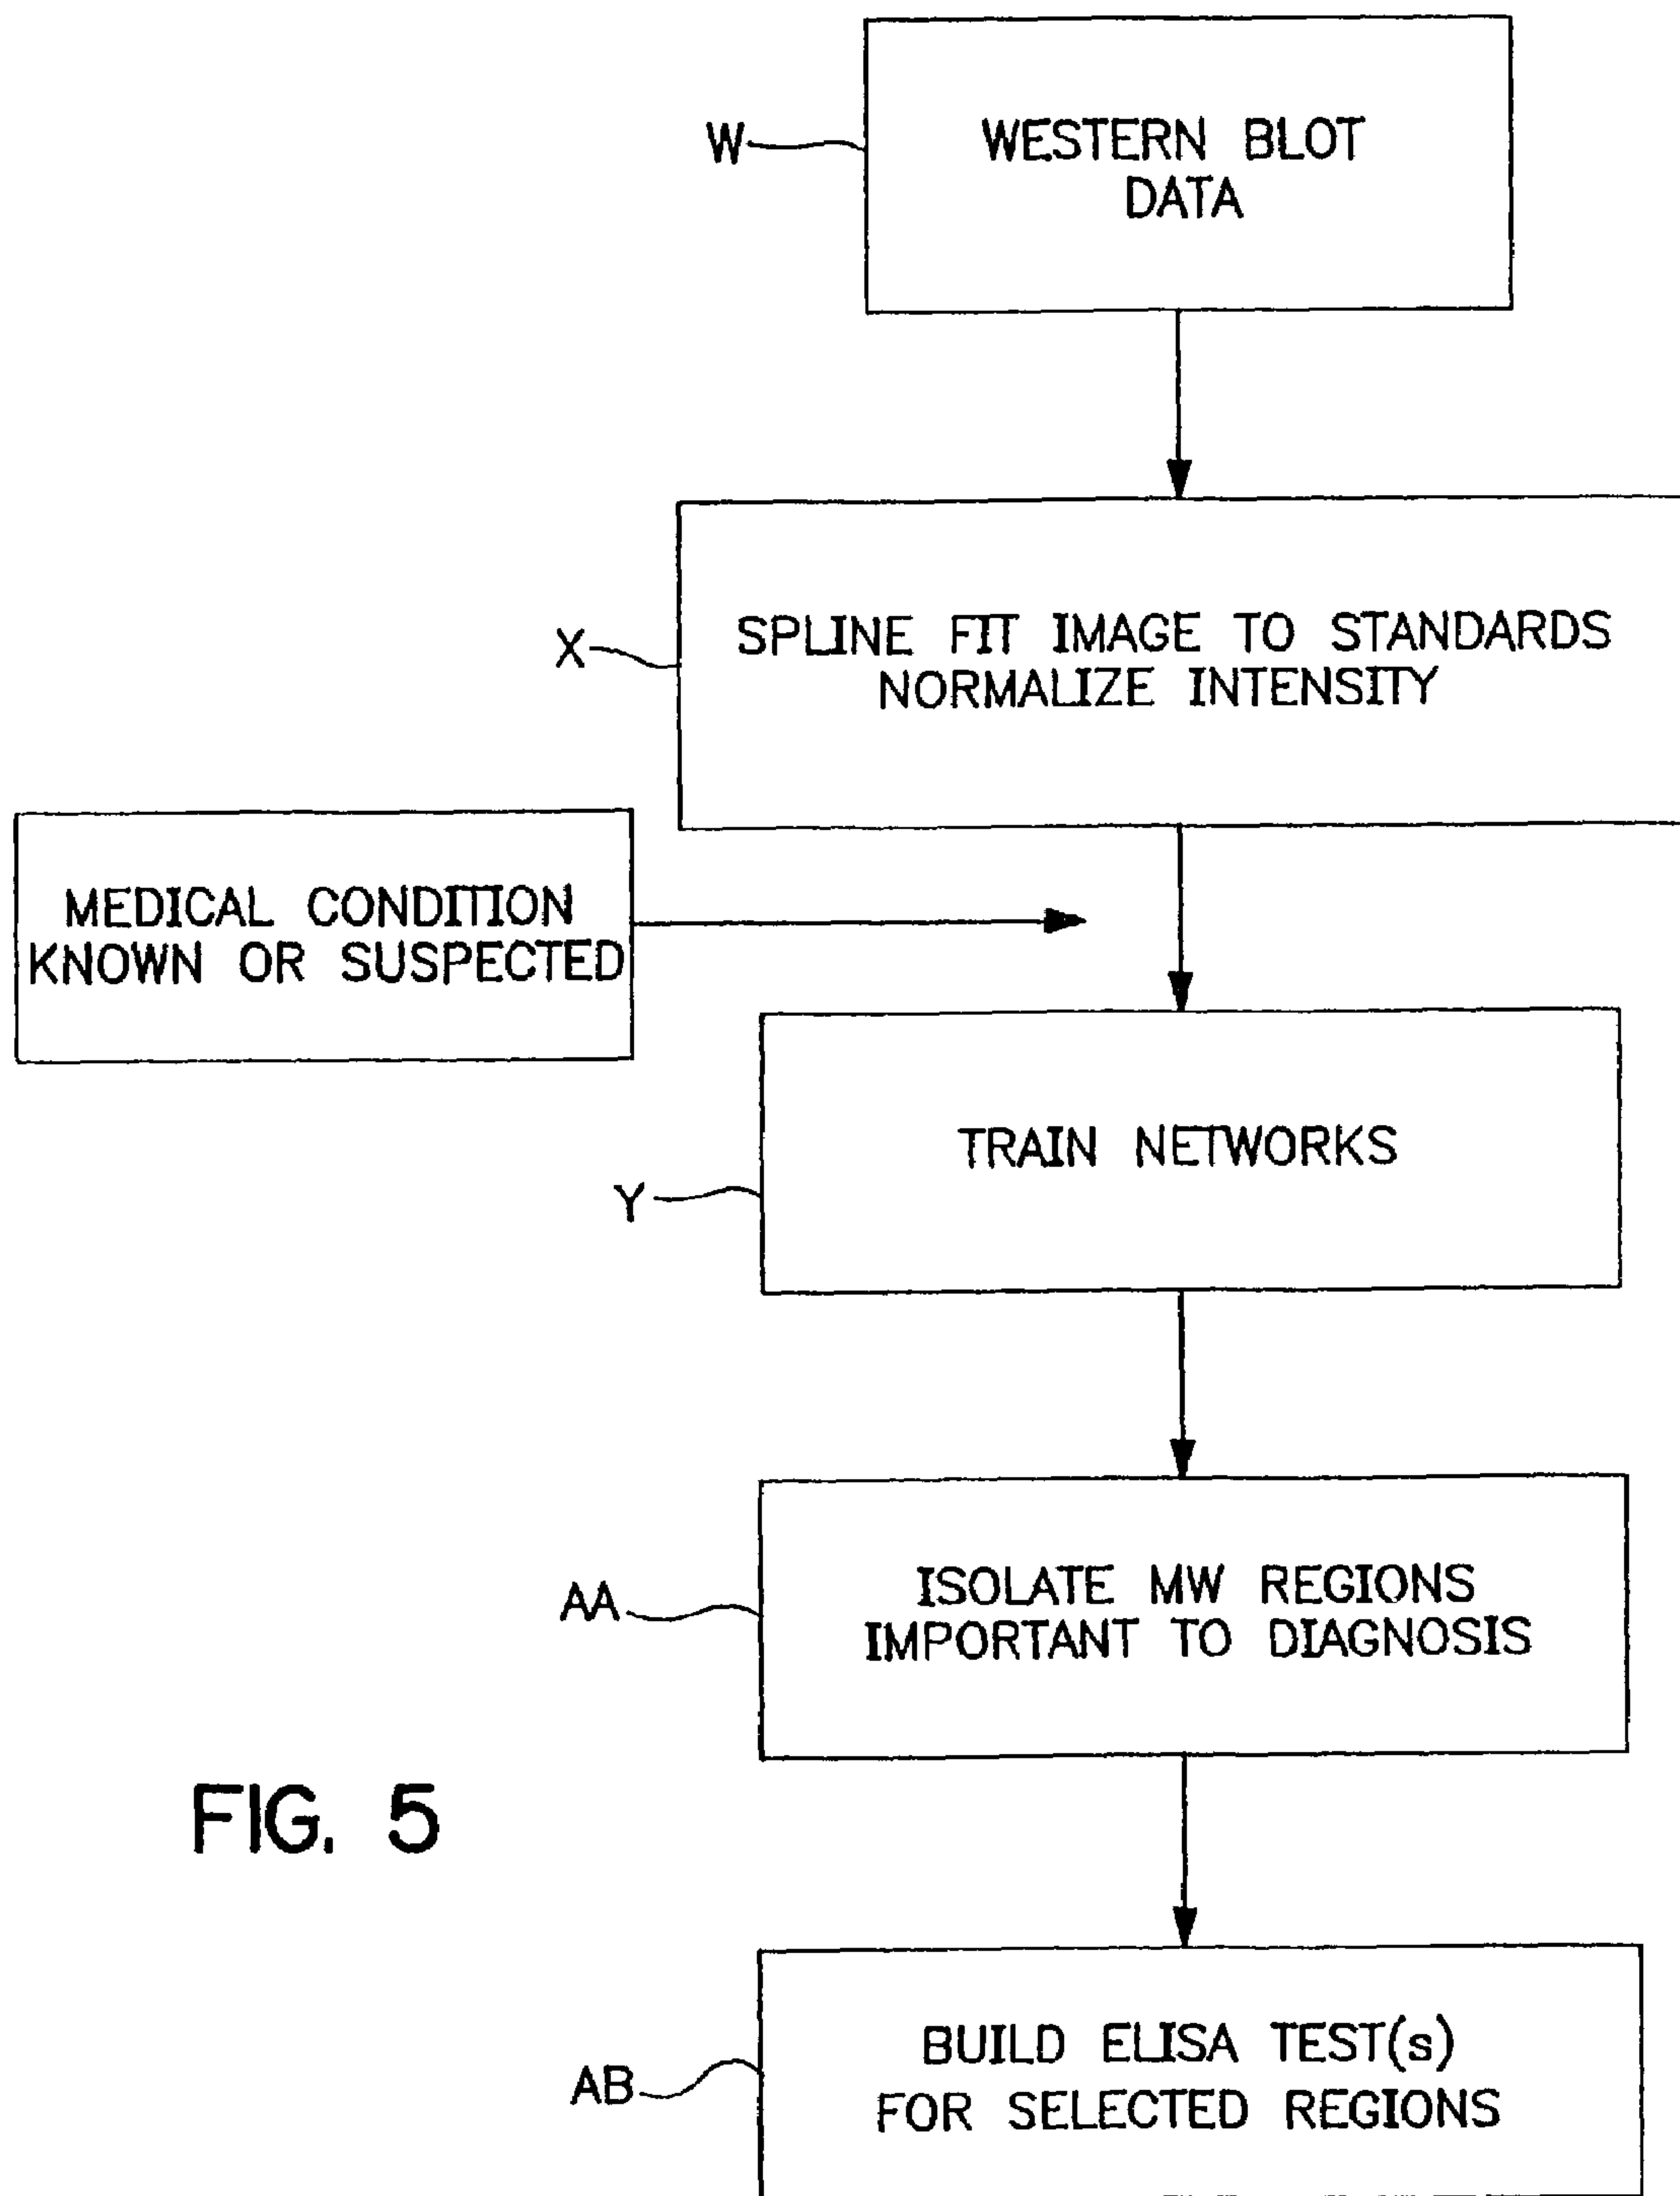 W
WESTERN BLOT
DATA
X
SPLINE FIT IMAGE TO STANDARDS
NORMALIZE INTENSITY
MEDICAL CONDITION
KNOWN OR SUSPECTED
TRAIN NETWORKS
Y
AA
ISOLATE MW REGIONS
IMPORTANT TO DIAGNOSIS
FIG. 5
AB
BUILD ELISA TEST(s)
FOR SELECTED REGIONS